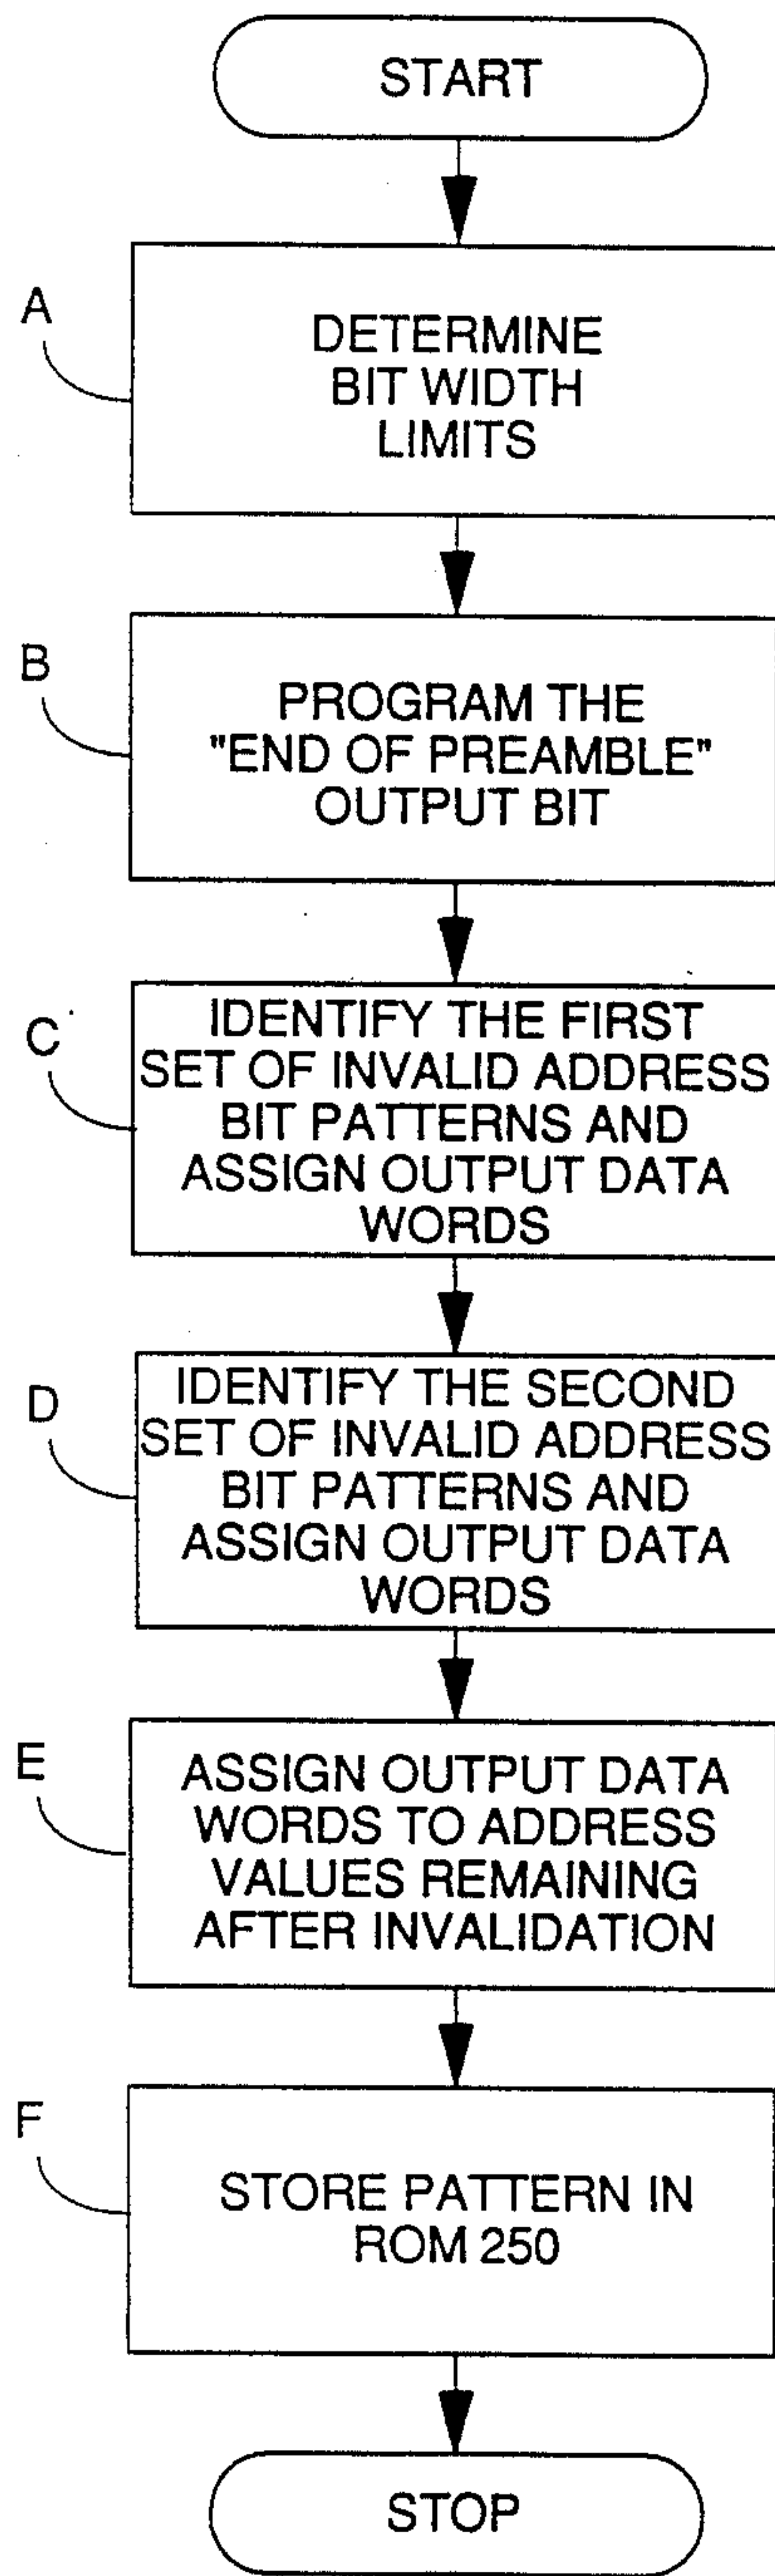 START
A
DETERMINE
BIT WIDTH
LIMITS
B
PROGRAM THE
"END OF PREAMBLE"
OUTPUT BIT
C
IDENTIFY THE FIRST
SET OF INVALID ADDRESS
BIT PATTERNS AND
ASSIGN OUTPUT DATA
WORDS
D
IDENTIFY THE SECOND
SET OF INVALID ADDRESS
BIT PATTERNS AND
ASSIGN OUTPUT DATA
WORDS
E
ASSIGN OUTPUT DATA
WORDS TO ADDRESS
VALUES REMAINING
AFTER INVALIDATION
F
STORE PATTERN IN
ROM 250
STOP